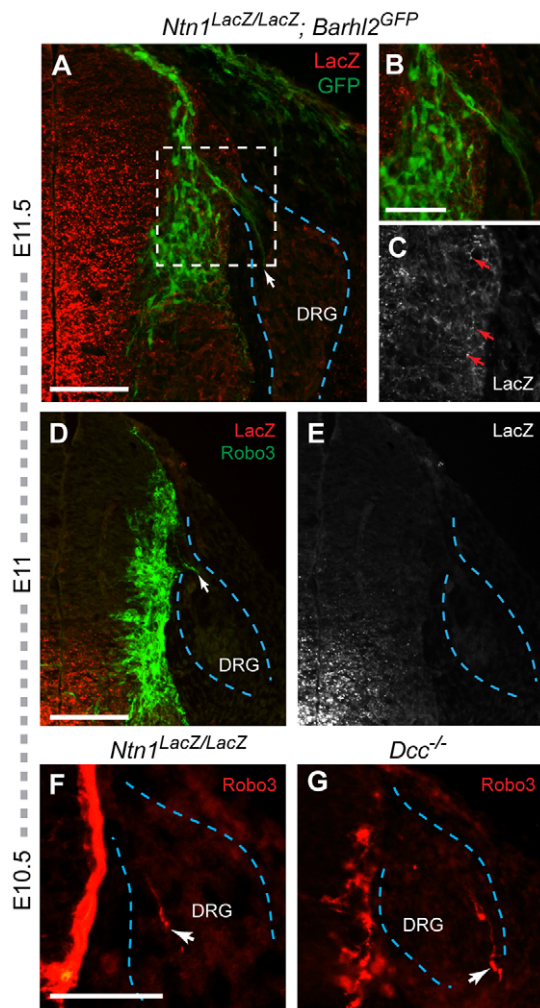 Ntn1LacZ/LacZ; Barhl2GFP
A
LacZ
GFP
B
DRG
C
LacZ
E11.5
D
LacZ
Robo3
DRG
E
LacZ
DRG
E11
Ntn1LacZ/LacZ
Dcc-/-
F
Robo3
DRG
G
Robo3
DRG
E10.5